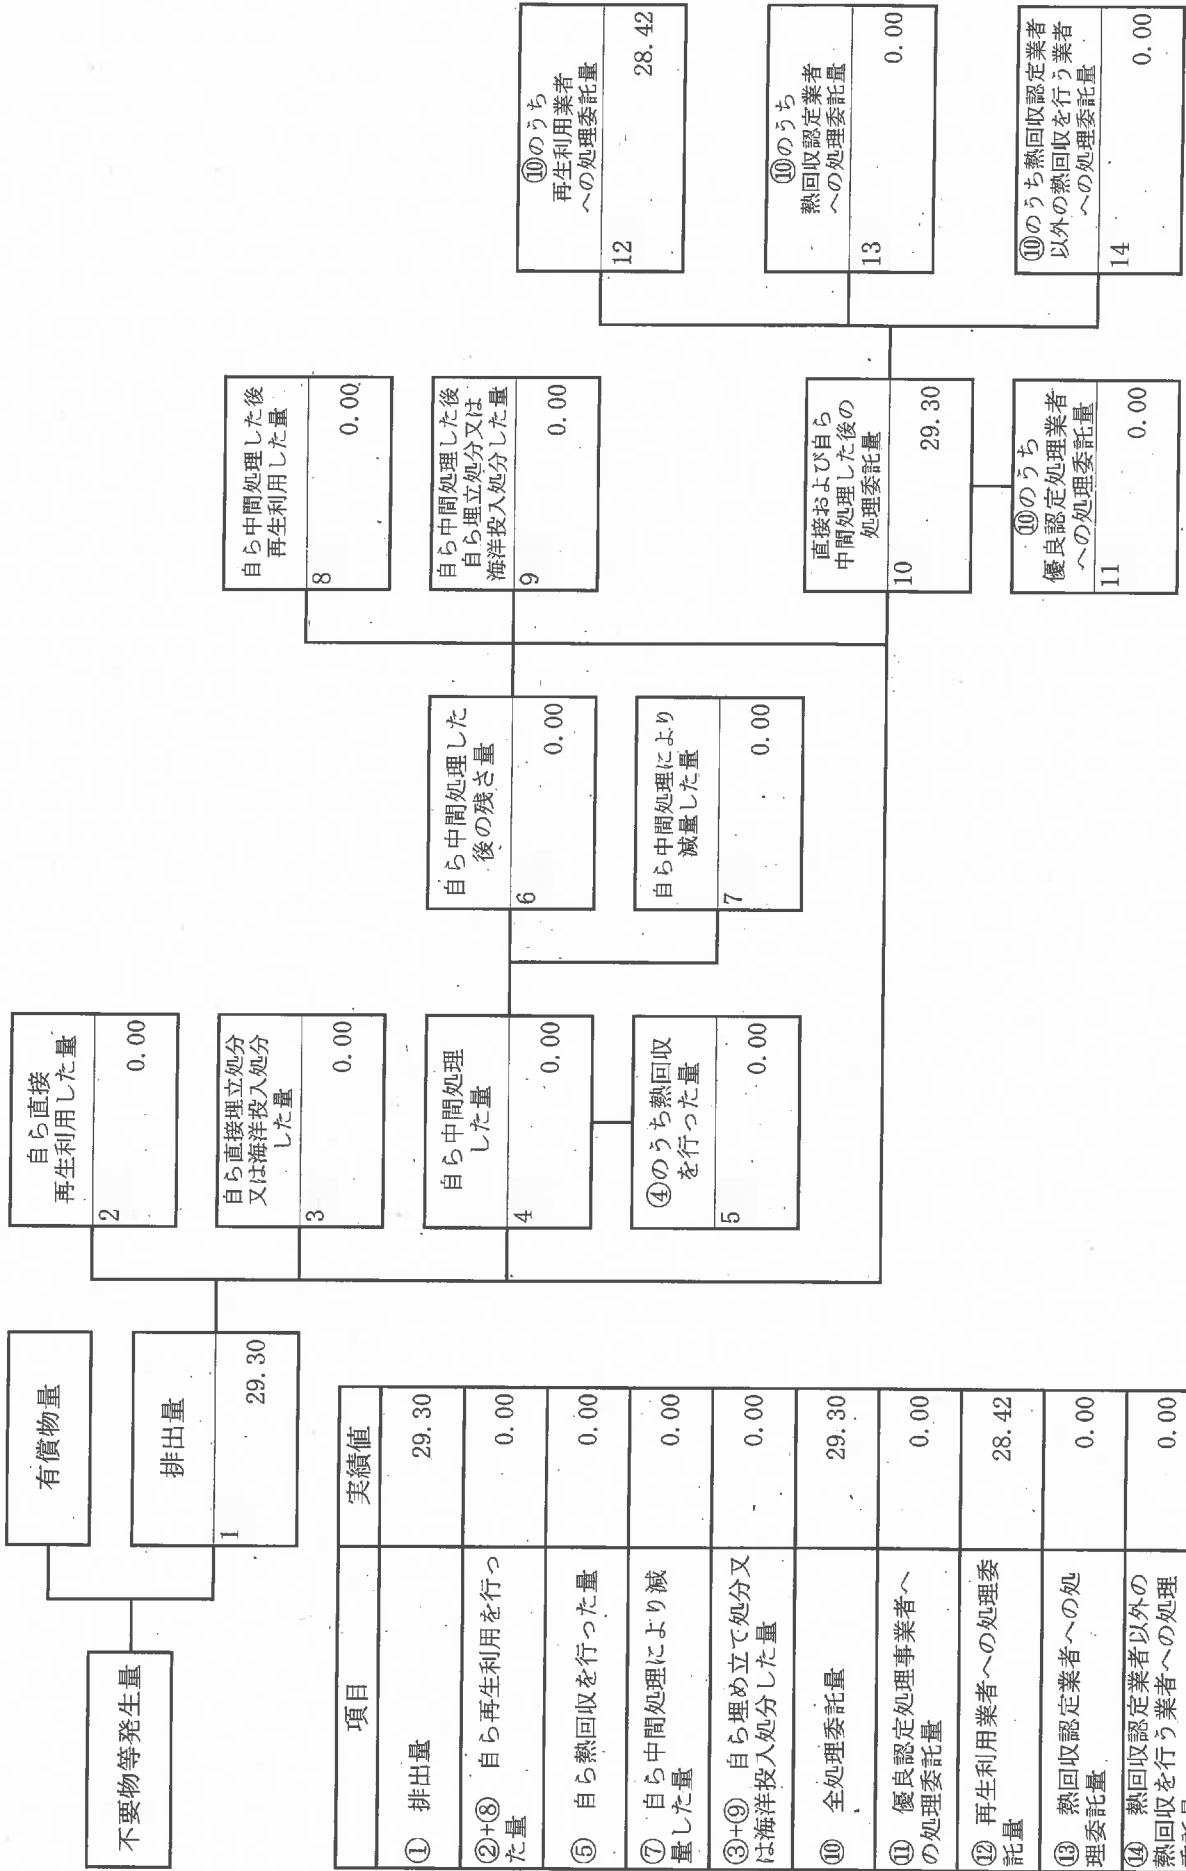 不要物等発生量
有償物量
排出量
1
29.30
自ら直接
再生利用した量
2
0.00
自ら直接埋立処分
又は海洋投入処分
した量
3
0.00
自ら中間処理
した量
4
0.00
④のうち熱回収
を行った量
5
0.00
自ら中間処理した
後の残さ量
6
0.00
自ら中間処理により
減量した量
7
0.00
自ら中間処理した後
再生利用した量
8
0.00
自ら中間処理した後
自ら埋立処分又は
海洋投入処分した量
9
0.00
直接および自ら
中間処理した後の
処理委託量
10
29.30
⑩のうち
優良認定処理業者
への処理委託量
11
0.00
⑩のうち
再生利用業者
への処理委託量
12
28.42
⑩のうち
熱回収認定業者
への処理委託量
13
0.00
⑩のうち熱回収認定業者
以外の熱回収を行う業者
への処理委託量
14
0.00
項目 実績値
① 排出量 29.30
②+⑧ 自ら再生利用を行っ
た量 0.00
⑤ 自ら熱回収を行った量 0.00
⑦ 自ら中間処理により減
量した量 0.00
③+⑨ 自ら埋め立て処分又
は海洋投入処分した量 0.00
⑩ 全処理委託量 29.30
⑪ 優良認定処理事業者へ
の処理委託量 0.00
⑫ 再生利用業者への処理委
託量 28.42
⑬ 熱回収認定業者への処
理委託量 0.00
⑭ 熱回収認定業者以外の
熱回収を行う業者への処理 0.00